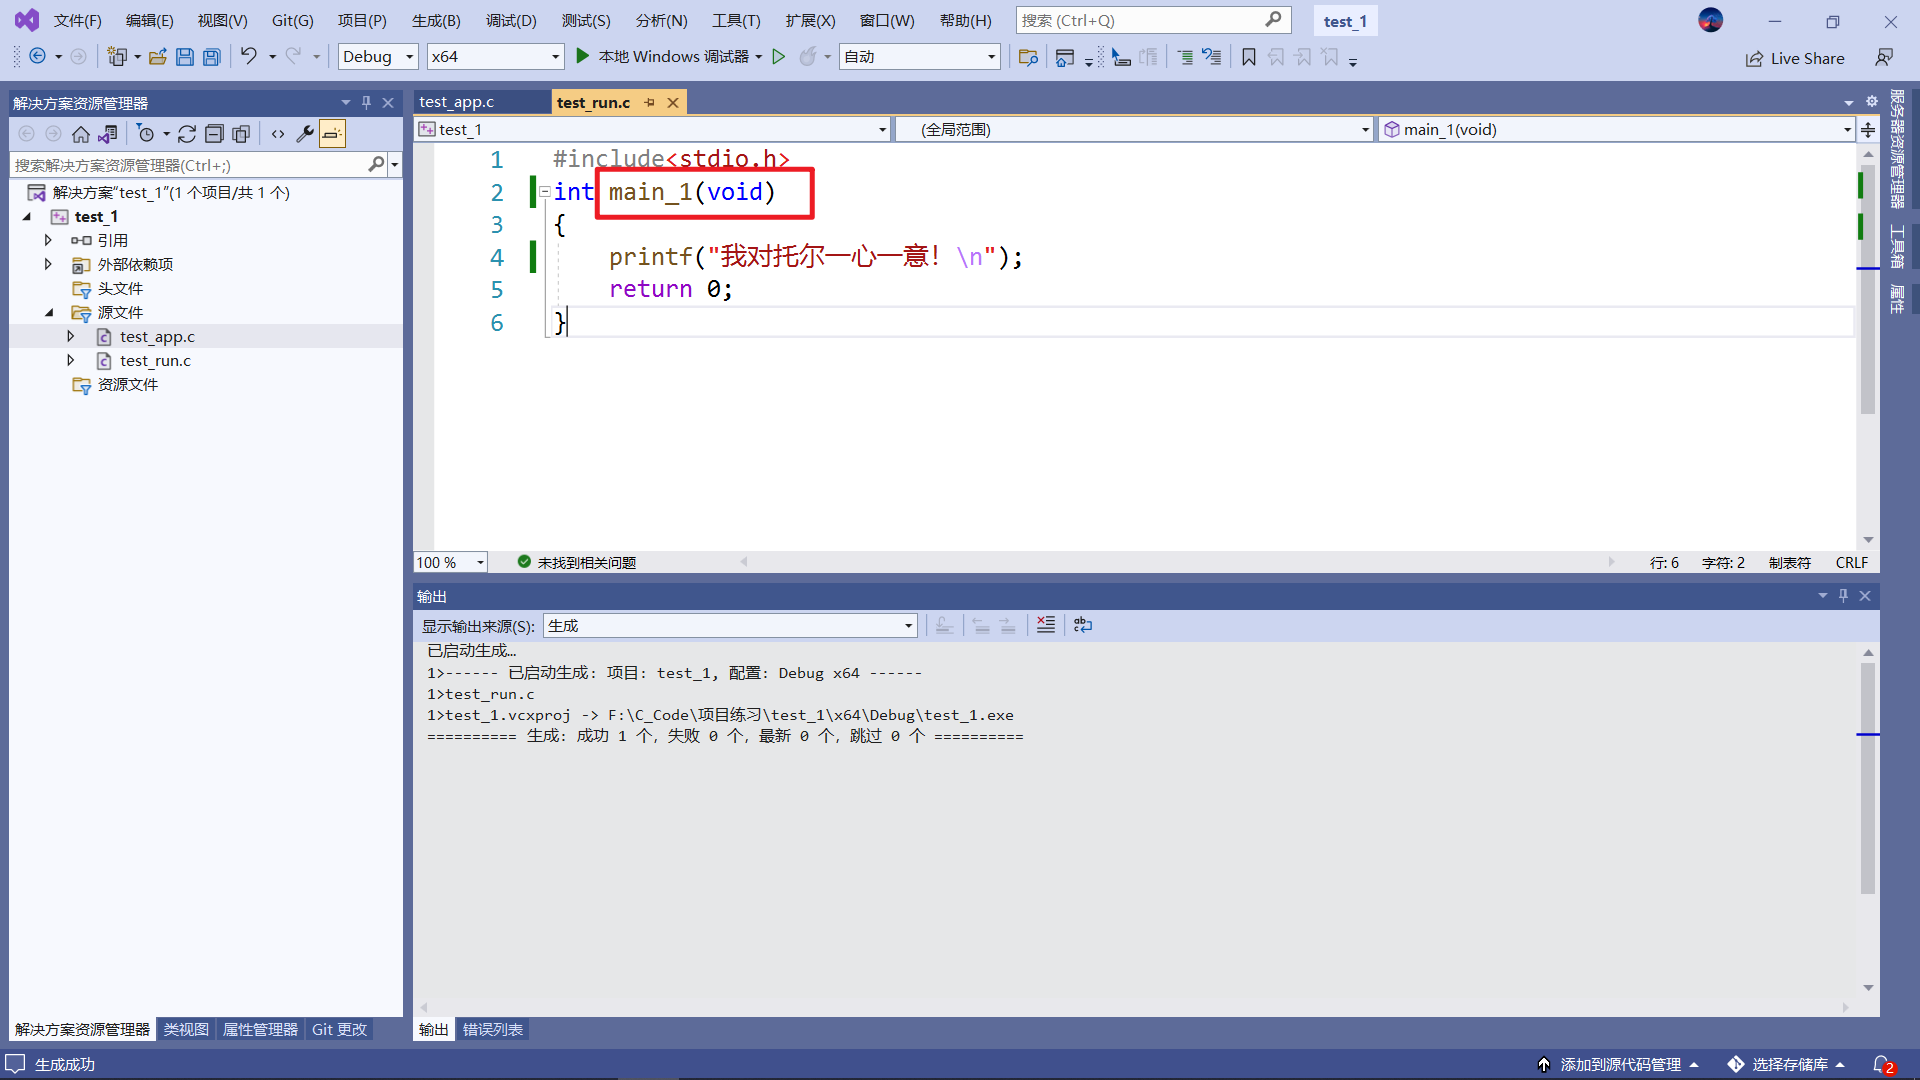 文件(F) 编辑(E) 视图(V) Git(G) 项目(P) 生成(B) 调试(D) 测试(S) 分析(N) 工具(T) 扩展(X) 窗口(W) 帮助(H) 搜索 (Ctrl+Q) test_1
Debug x64 本地 Windows 调试器 自动 Live Share
解决方案资源管理器
搜索解决方案资源管理器(Ctrl+;)
解决方案"test_1"(1 个项目/共 1 个)
test_1
引用
外部依赖项
头文件
源文件
test_app.c
test_run.c
资源文件
解决方案资源管理器 类视图 属性管理器 Git 更改
test_app.c test_run.c
test_1 (全局范围) main_1(void)
1 #include<stdio.h>
2 int main_1(void)
3 {
4 printf("我对托尔一心一意！\n");
5 return 0;
6 }
100 % 未找到相关问题 行: 6 字符: 2 制表符 CRLF
输出
显示输出来源(S): 生成
已启动生成…
1>------ 已启动生成: 项目: test_1, 配置: Debug x64 ------
1>test_run.c
1>test_1.vcxproj -> F:\C_Code\项目练习\test_1\x64\Debug\test_1.exe
========== 生成: 成功 1 个，失败 0 个，最新 0 个，跳过 0 个 ==========
输出 错误列表
服务器资源管理器
工具箱
属性
生成成功 添加到源代码管理 选择存储库 2